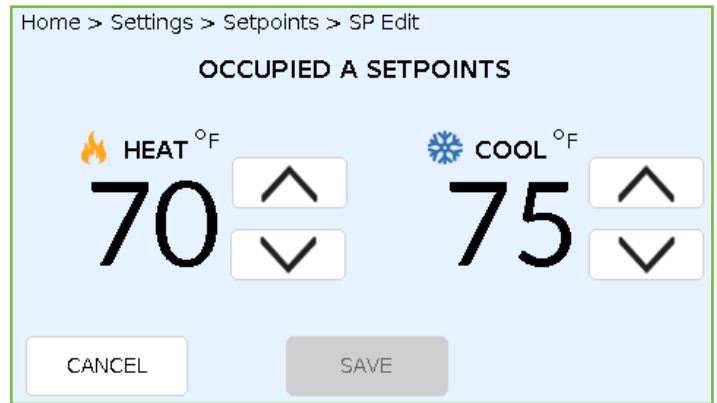 Home > Settings > Setpoints > SP Edit
OCCUPIED A SETPOINTS
HEAT °F
COOL °F
70
75
CANCEL
SAVE